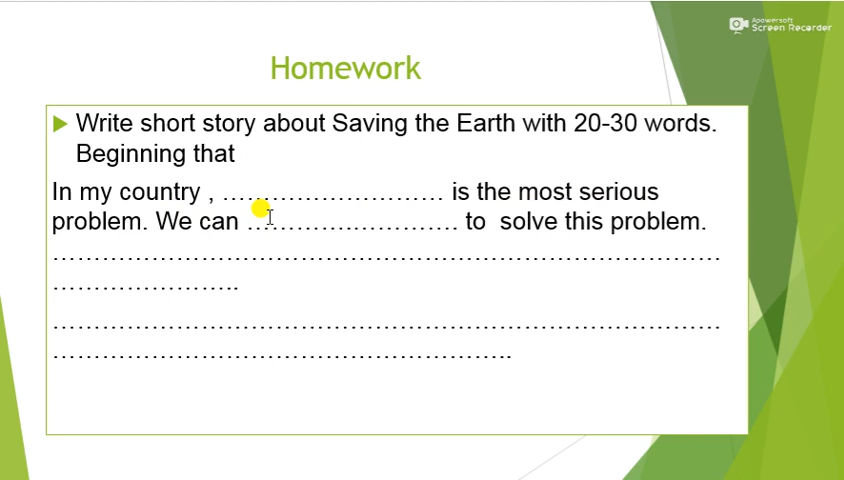 Apowersoft
Screen Recorder
Homework
Write short story about Saving the Earth with 20-30 words.
Beginning that
In my country , ……………………… is the most serious
problem. We can ……………………. to solve this problem.
………………………………………………………………………
…………………..
………………………………………………………………………
………………………………………………..